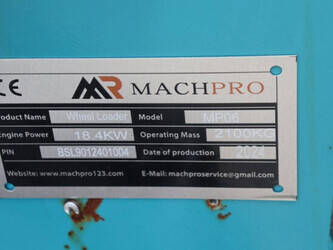 CE MR MACHPRO
Product Name Wheel Loader Model MP06
Engine Power 18.4KW Operating Mass 2100KG
PIN BSL9012401004 Date of production 2024
Website: www.machpro123.com E-Mail: machproservice@gmail.com